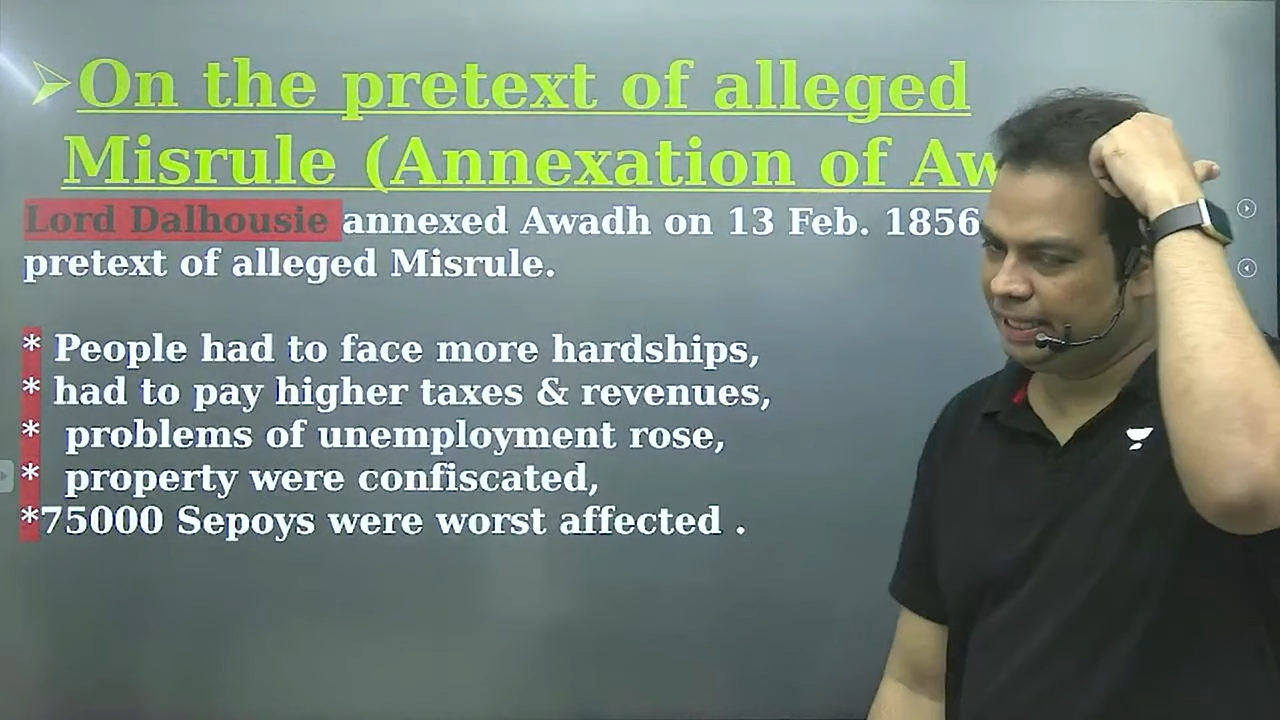 ➢On the pretext of alleged
Misrule (Annexation of Aw
Lord Dalhousie annexed Awadh on 13 Feb. 1856
pretext of alleged Misrule.
* People had to face more hardships,
* had to pay higher taxes & revenues,
* problems of unemployment rose,
* property were confiscated,
*75000 Sepoys were worst affected .